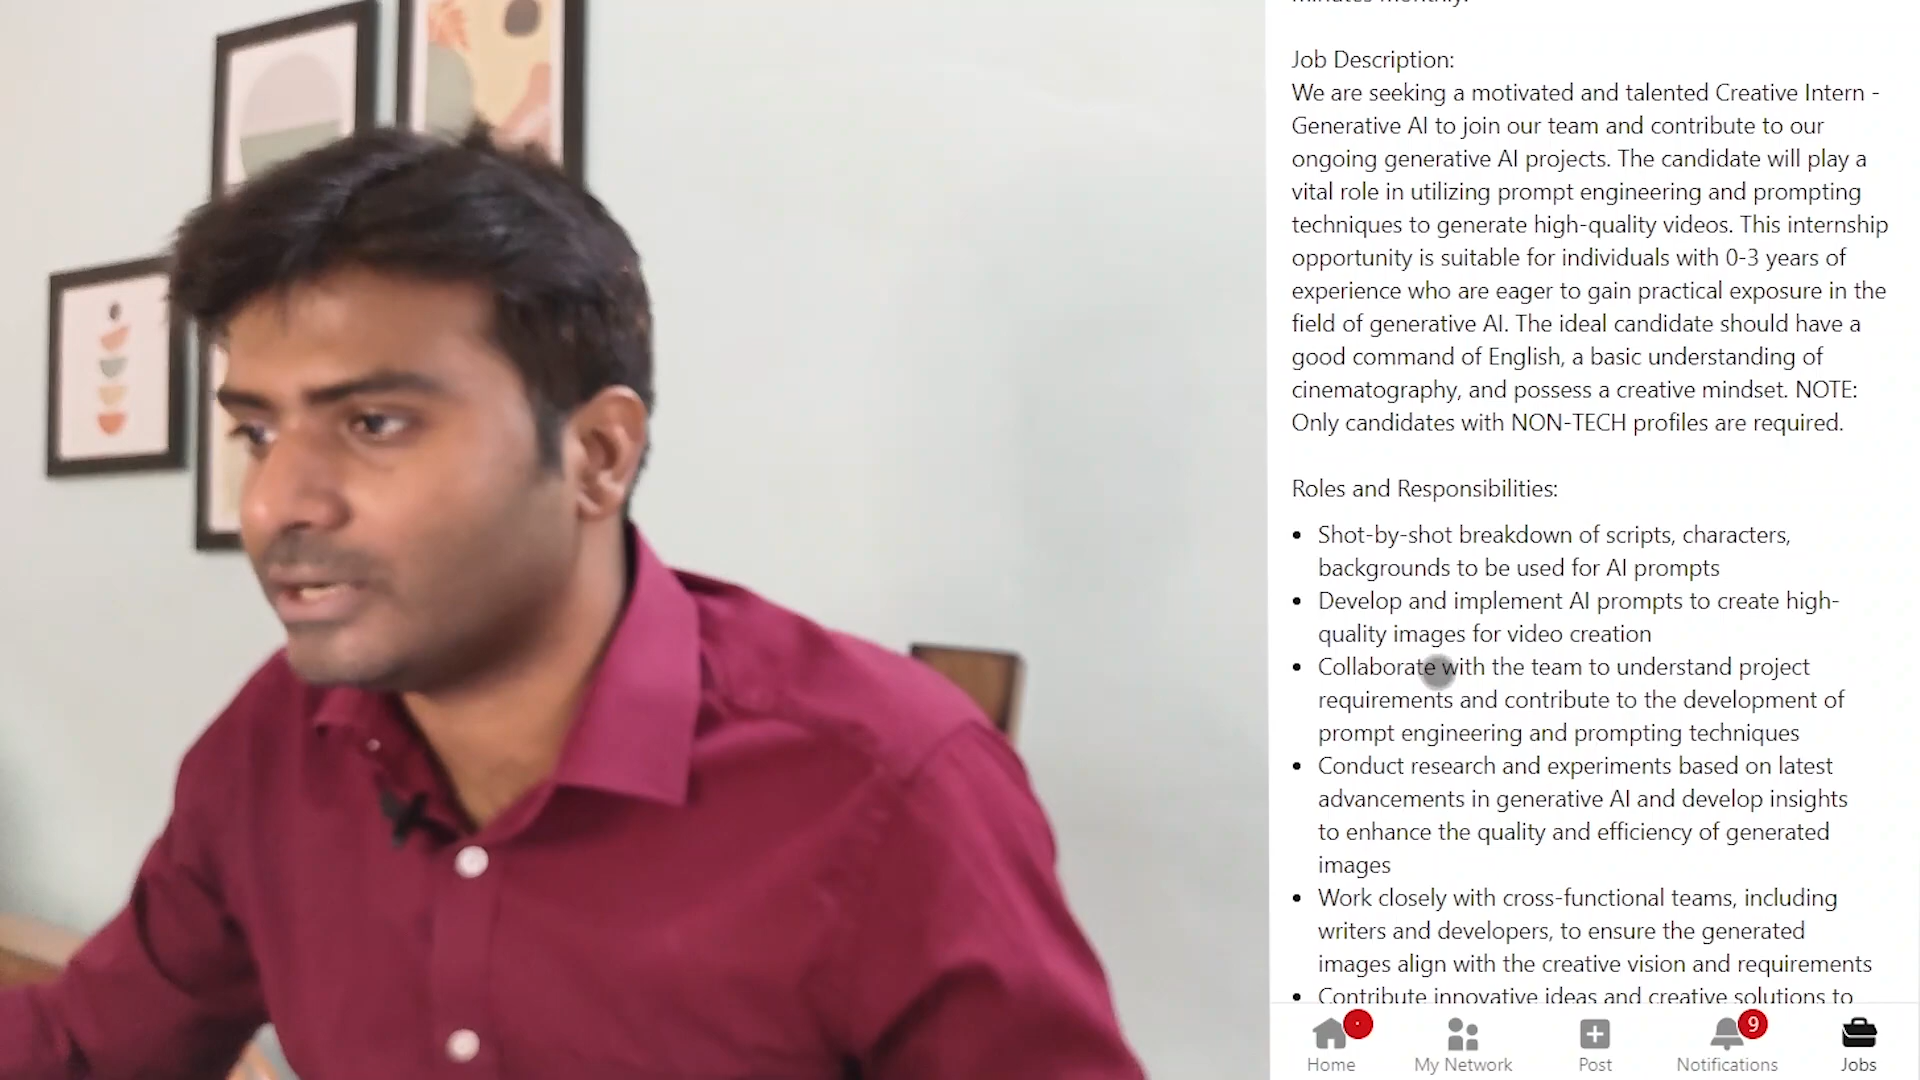 Job Description:
We are seeking a motivated and talented Creative Intern -
Generative AI to join our team and contribute to our
ongoing generative AI projects. The candidate will play a
vital role in utilizing prompt engineering and prompting
techniques to generate high-quality videos. This internship
opportunity is suitable for individuals with 0-3 years of
experience who are eager to gain practical exposure in the
field of generative AI. The ideal candidate should have a
good command of English, a basic understanding of
cinematography, and possess a creative mindset. NOTE:
Only candidates with NON-TECH profiles are required.
Roles and Responsibilities:
• Shot-by-shot breakdown of scripts, characters,
backgrounds to be used for AI prompts
• Develop and implement AI prompts to create high-
quality images for video creation
• Collaborate with the team to understand project
requirements and contribute to the development of
prompt engineering and prompting techniques
• Conduct research and experiments based on latest
advancements in generative AI and develop insights
to enhance the quality and efficiency of generated
images
• Work closely with cross-functional teams, including
writers and developers, to ensure the generated
images align with the creative vision and requirements
• Contribute innovative ideas and creative solutions to
9
Home My Network Post Notifications Jobs